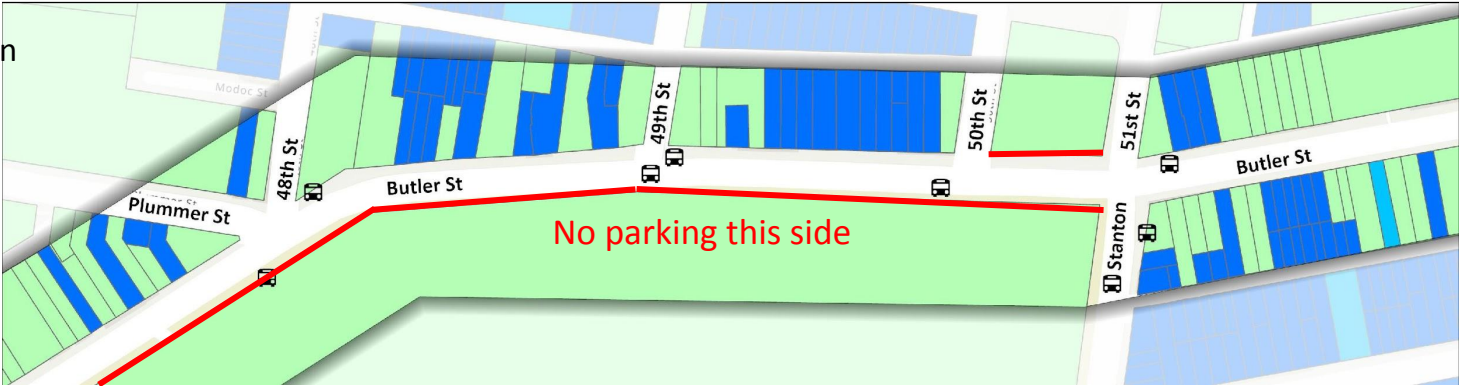 n
Modoc St
48th St
49th St
50th St
51st St
Plummer St
Butler St
Butler St
No parking this side
Stanton